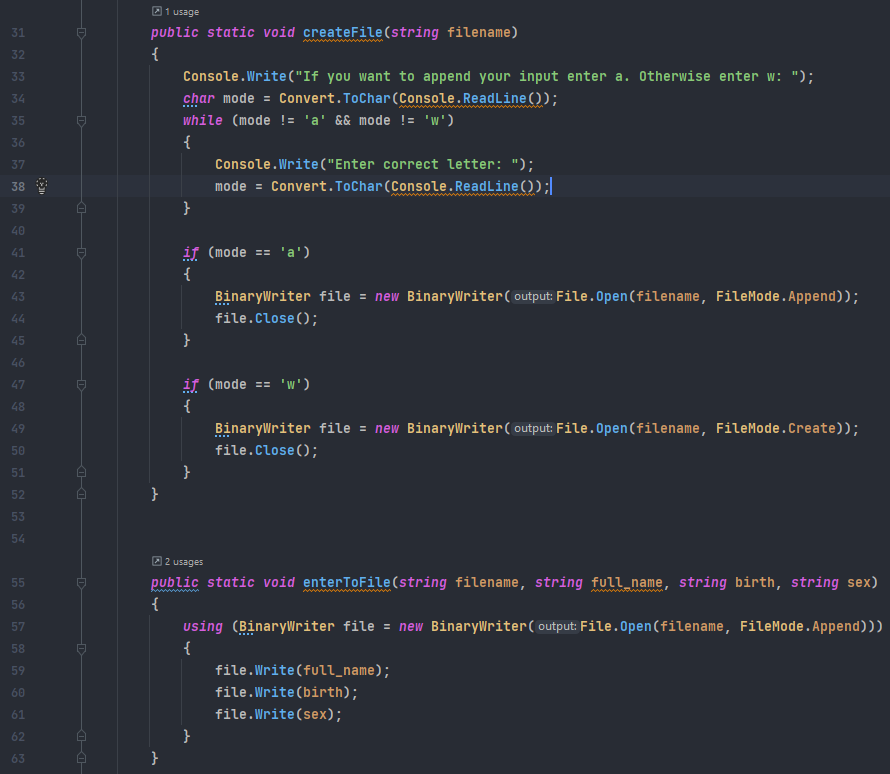 1 usage
31 public static void createFile(string filename)
32 {
33 Console.Write("If you want to append your input enter a. Otherwise enter w: ");
34 char mode = Convert.ToChar(Console.ReadLine());
35 while (mode != 'a' && mode != 'w')
36 {
37 Console.Write("Enter correct letter: ");
38 mode = Convert.ToChar(Console.ReadLine());
39 }
40
41 if (mode == 'a')
42 {
43 BinaryWriter file = new BinaryWriter(output:File.Open(filename, FileMode.Append));
44 file.Close();
45 }
46
47 if (mode == 'w')
48 {
49 BinaryWriter file = new BinaryWriter(output:File.Open(filename, FileMode.Create));
50 file.Close();
51 }
52 }
53
54
2 usages
55 public static void enterToFile(string filename, string full_name, string birth, string sex)
56 {
57 using (BinaryWriter file = new BinaryWriter(output:File.Open(filename, FileMode.Append)))
58 {
59 file.Write(full_name);
60 file.Write(birth);
61 file.Write(sex);
62 }
63 }